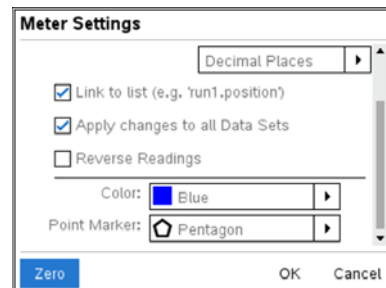 Meter Settings
Decimal Places
Link to list (e.g. 'run1.position')
Apply changes to all Data Sets
Reverse Readings
Color: Blue
Point Marker: Pentagon
Zero OK Cancel